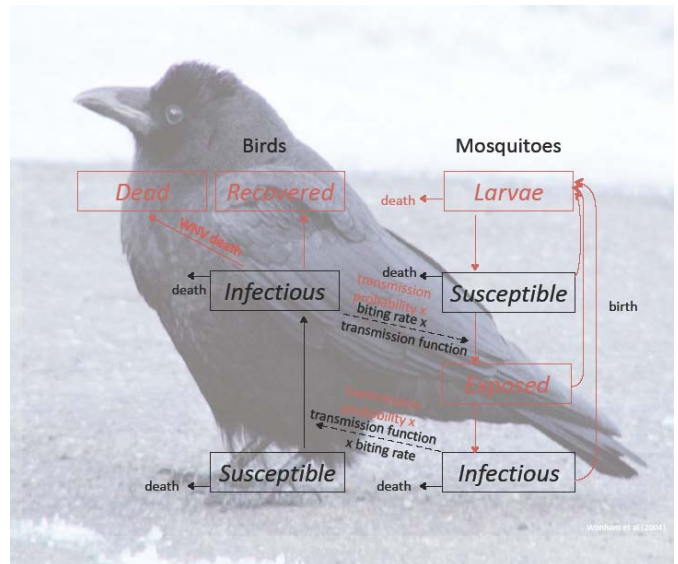 Birds
Mosquitoes
Dead
Recovered
death
Larvae
WNV death
death
Infectious
transmission
probability x
biting rate x
transmission function
death
Susceptible
birth
Exposed
probability x
transmission function
x biting rate
death
Susceptible
death
Infectious
Wonham et al (2004)